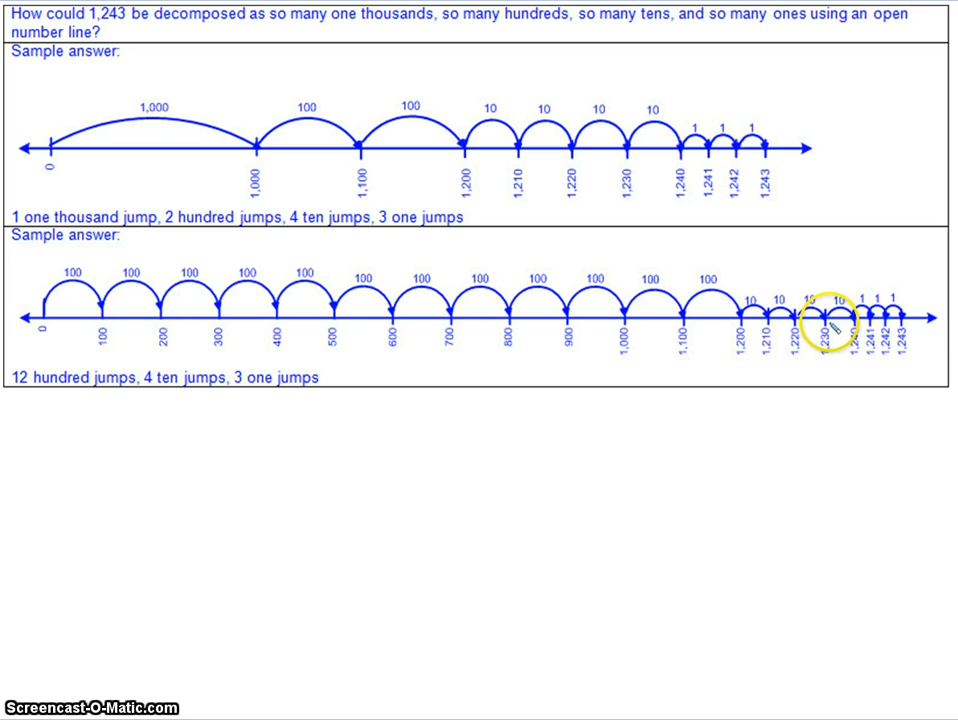 How could 1,243 be decomposed as so many one thousands, so many hundreds, so many tens, and so many ones using an open
number line?
Sample answer:
1,000 100 100 10 10 10 10 1 1 1
0 1,000 1,100 1,200 1,210 1,220 1,230 1,240 1,241 1,242 1,243
1 one thousand jump, 2 hundred jumps, 4 ten jumps, 3 one jumps
Sample answer:
100 100 100 100 100 100 100 100 100 100 100 100 10 10 10 10 1 1 1
0 100 200 300 400 500 600 700 800 900 1,000 1,100 1,200 1,210 1,220 1,230 1,240 1,241 1,242 1,243
12 hundred jumps, 4 ten jumps, 3 one jumps
Screencast-O-Matic.com